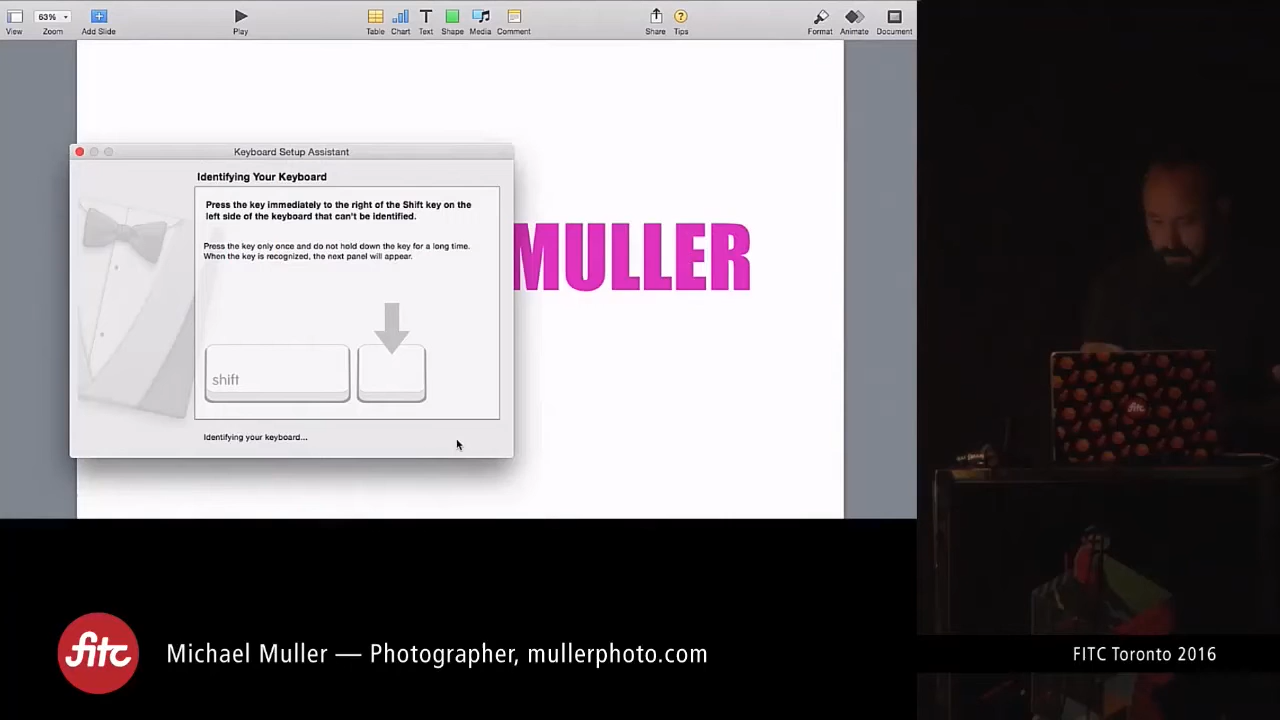 63%
View
Zoom
Add Slide
Play
Table
Chart
Text
Shape
Media
Comment
Share
Tips
Format
Animate
Document
Keyboard Setup Assistant
Identifying Your Keyboard
Press the key immediately to the right of the Shift key on the
left side of the keyboard that can't be identified.
Press the key only once and do not hold down the key for a long time.
When the key is recognized, the next panel will appear.
MULLER
shift
Identifying your keyboard...
fitc
fitc
Michael Muller — Photographer, mullerphoto.com
FITC Toronto 2016